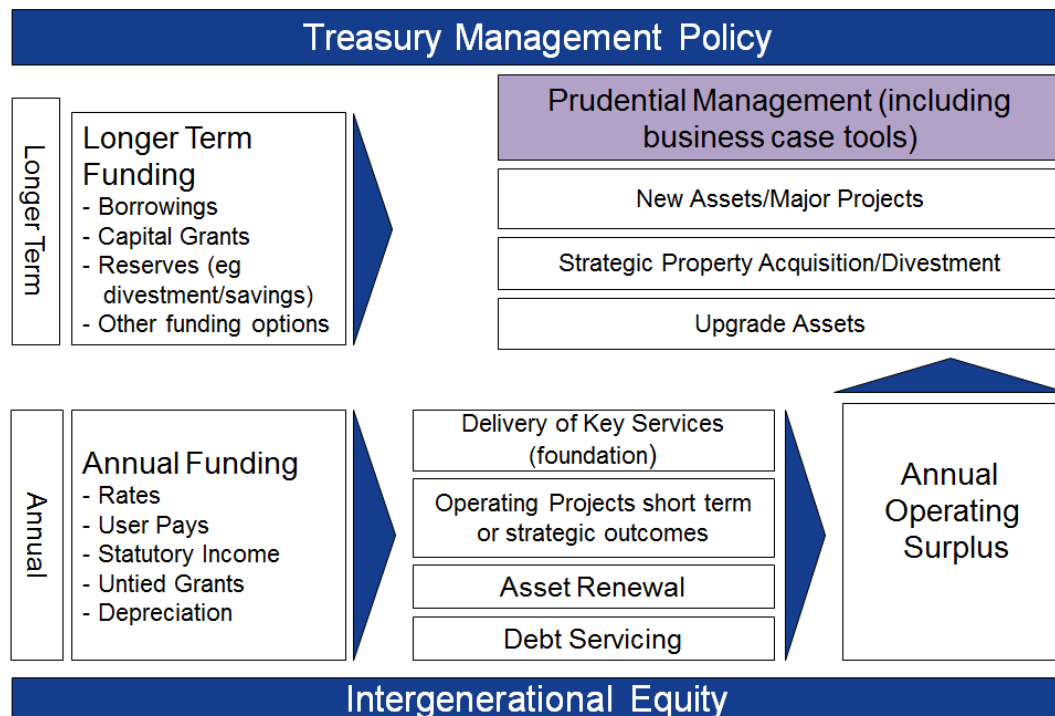 Treasury Management Policy
Longer Term
Longer Term
Funding
- Borrowings
- Capital Grants
- Reserves (eg
divestment/savings)
- Other funding options
Prudential Management (including
business case tools)
New Assets/Major Projects
Strategic Property Acquisition/Divestment
Upgrade Assets
Annual
Annual Funding
- Rates
- User Pays
- Statutory Income
- Untied Grants
- Depreciation
Delivery of Key Services
(foundation)
Operating Projects short term
or strategic outcomes
Asset Renewal
Debt Servicing
Annual
Operating
Surplus
Intergenerational Equity